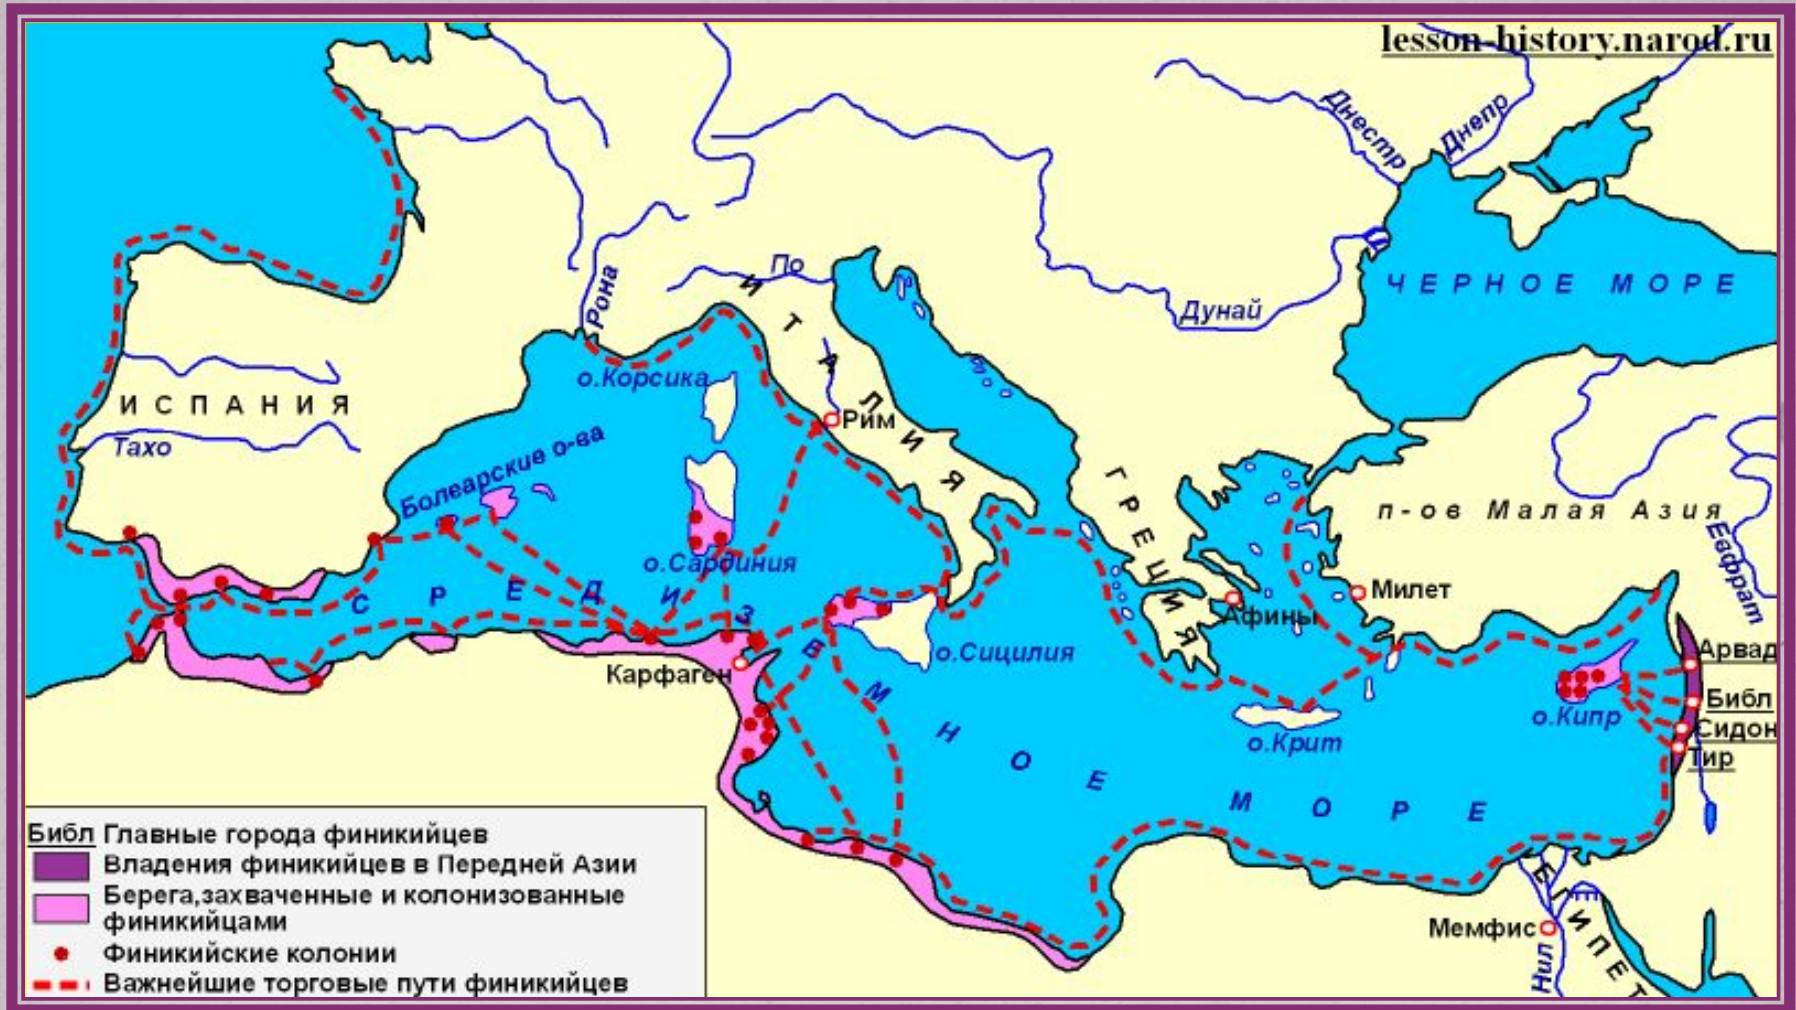 lesson-history.narod.ru
Днестр
Днепр
ЧЕРНОЕ МОРЕ
Рона
По
ИТАЛИЯ
Дунай
о.Корсика
ИСПАНИЯ
Тахо
Рим
Болеарские о-ва
ГРЕЦИЯ
п-ов Малая Азия
Евфрат
о.Сардиния
СРЕДИЗЕМНОЕ МОРЕ
Милет
Афины
о.Сицилия
Карфаген
Арвад
Библ
Сидон
Тир
о.Кипр
о.Крит
ЕГИПЕТ
Мемфис
Нил
Библ Главные города финикийцев
Владения финикийцев в Передней Азии
Берега,захваченные и колонизованные
финикийцами
Финикийские колонии
Важнейшие торговые пути финикийцев